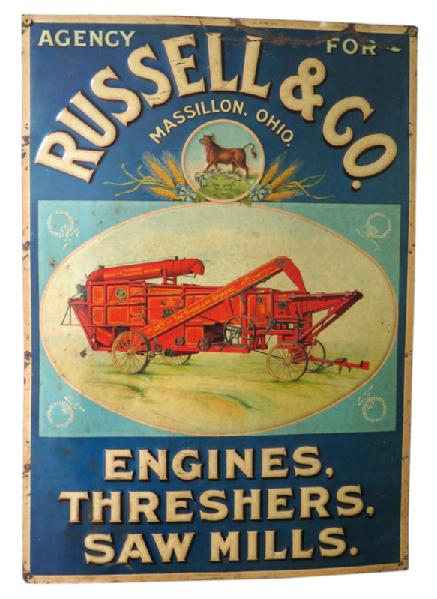 AGENCY FOR
RUSSELL & CO.
MASSILLON, OHIO.
ENGINES,
THRESHERS,
SAW MILLS.